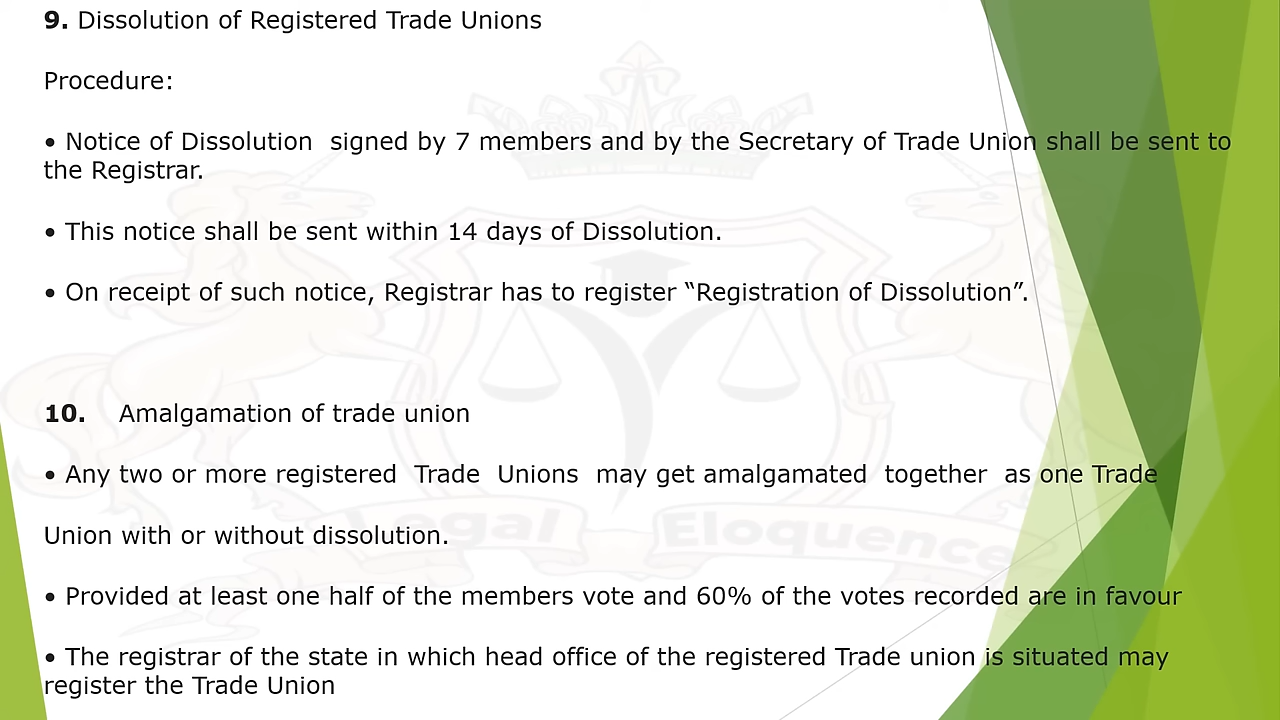 9. Dissolution of Registered Trade Unions
Procedure:
• Notice of Dissolution signed by 7 members and by the Secretary of Trade Union shall be sent to
the Registrar.
• This notice shall be sent within 14 days of Dissolution.
• On receipt of such notice, Registrar has to register “Registration of Dissolution”.
10. Amalgamation of trade union
• Any two or more registered Trade Unions may get amalgamated together as one Trade
Legal Eloquence
Union with or without dissolution.
• Provided at least one half of the members vote and 60% of the votes recorded are in favour
• The registrar of the state in which head office of the registered Trade union is situated may
register the Trade Union